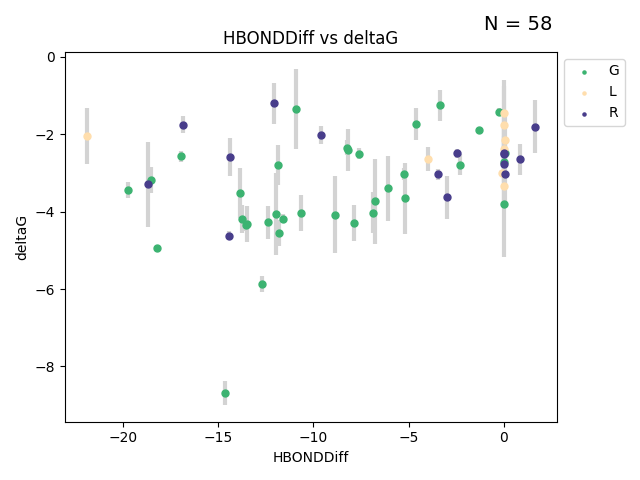 N = 58
HBONDDiff vs deltaG
G
L
R
0
−2
−4
−6
−8
deltaG
−20
−15
−10
−5
0
HBONDDiff